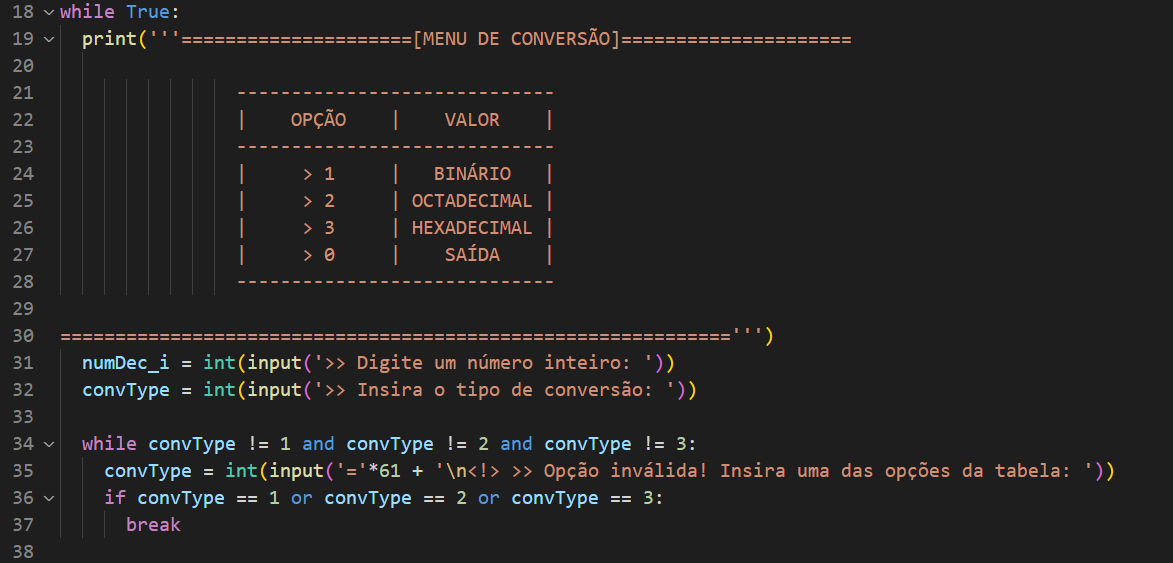 18 while True:
19   print('''=====================[MENU DE CONVERSÃO]=====================
20
21                 -----------------------------
22                 |    OPÇÃO    |    VALOR    |
23                 -----------------------------
24                 |     > 1     |   BINÁRIO   |
25                 |     > 2     | OCTADECIMAL |
26                 |     > 3     | HEXADECIMAL |
27                 |     > 0     |    SAÍDA    |
28                 -----------------------------
29
30 =============================================================''')
31   numDec_i = int(input('>> Digite um número inteiro: '))
32   convType = int(input('>> Insira o tipo de conversão: '))
33
34   while convType != 1 and convType != 2 and convType != 3:
35     convType = int(input('='*61 + '\n<!> >> Opção inválida! Insira uma das opções da tabela: '))
36     if convType == 1 or convType == 2 or convType == 3:
37       break
38